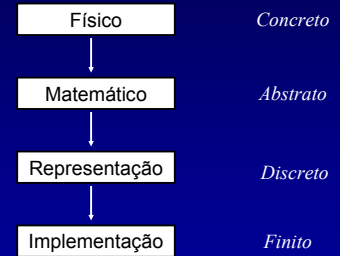 Físico Concreto
Matemático Abstrato
Representação Discreto
Implementação Finito